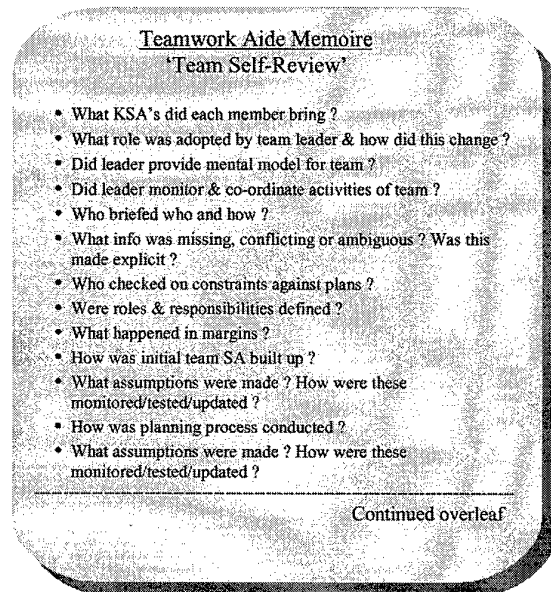 Teamwork Aide Memoire
'Team Self-Review'
• What KSA's did each member bring ?
• What role was adopted by team leader & how did this change ?
• Did leader provide mental model for team ?
• Did leader monitor & co-ordinate activities of team ?
• Who briefed who and how ?
• What info was missing, conflicting or ambiguous ? Was this
made explicit ?
• Who checked on constraints against plans ?
• Were roles & responsibilities defined ?
• What happened in margins ?
• How was initial team SA built up ?
• What assumptions were made ? How were these
monitored/tested/updated ?
• How was planning process conducted ?
• What assumptions were made ? How were these
monitored/tested/updated ?
Continued overleaf